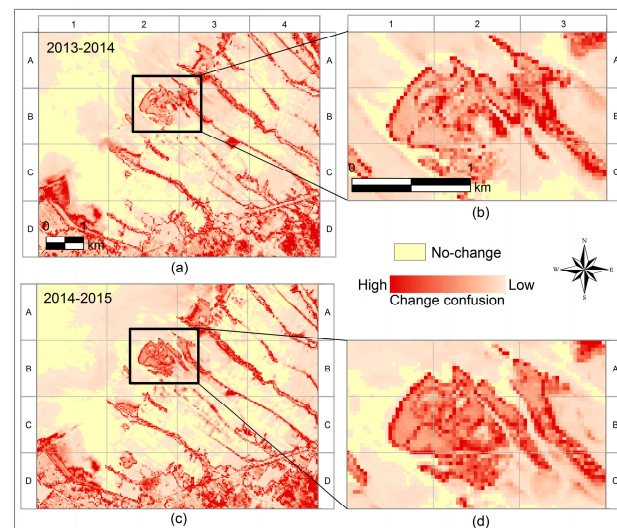 1 2 3 4
1 2 3
2013-2014
A
B
C
D
A
B
C
0 1
km
0 1
km
(a)
(b)
No-change
High Low
Change confusion
N
W E
S
2014-2015
A
B
C
D
A
B
C
(c)
(d)